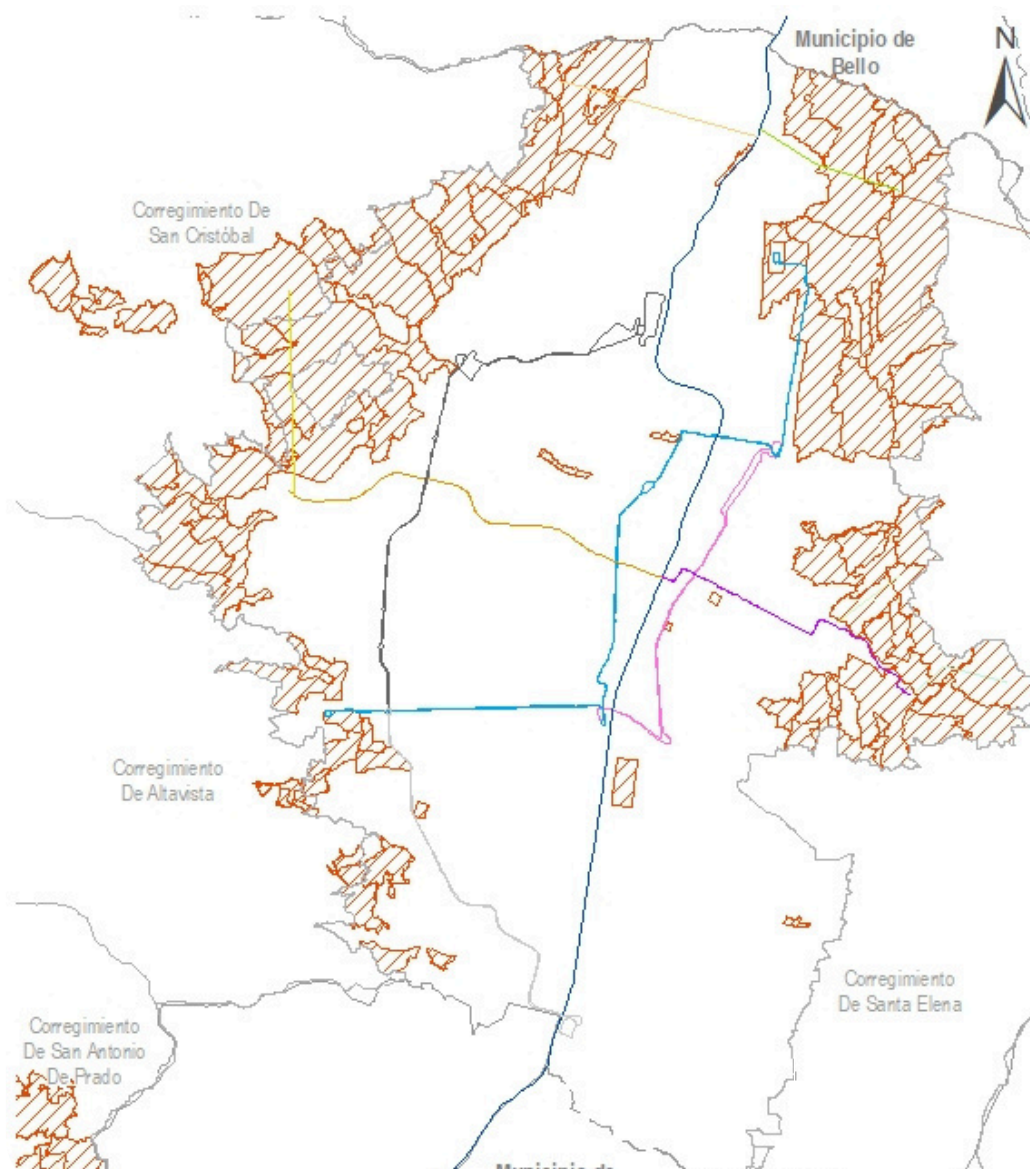 Municipio de
Bello
N
Corregimiento De
San Cristóbal
Corregimiento
De Altavista
Corregimiento
De Santa Elena
Corregimiento
De San Antonio
De Prado
Municipio de